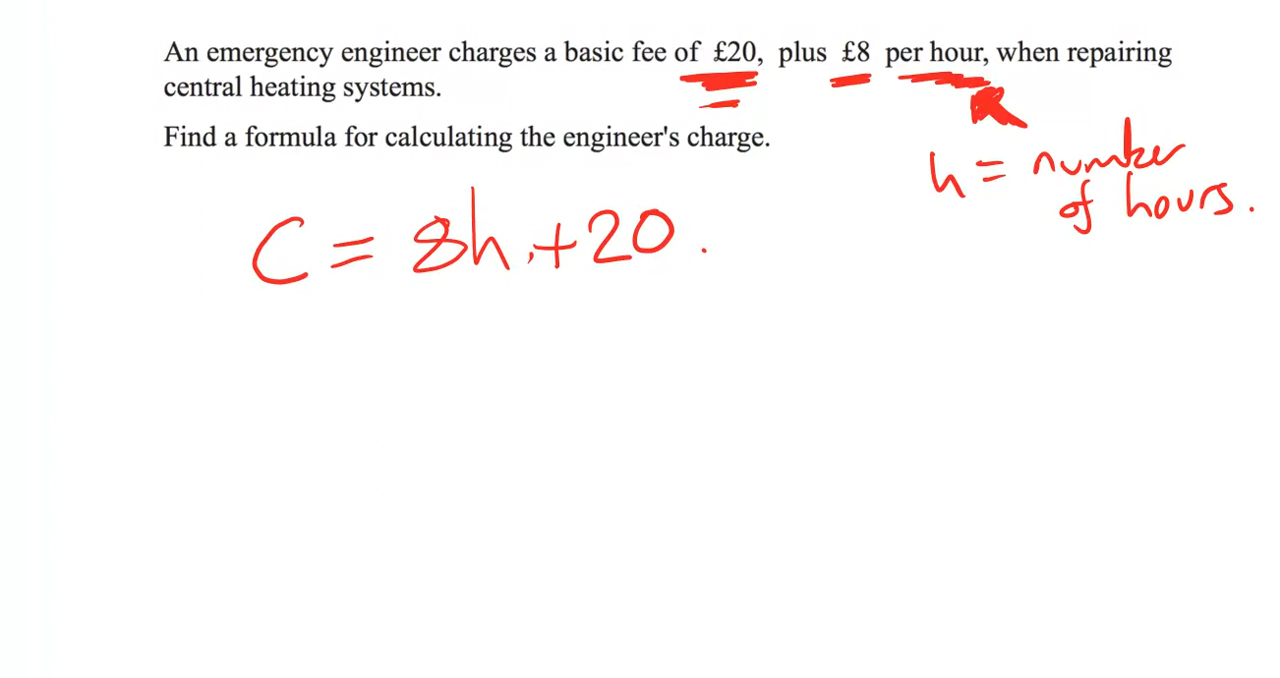 An emergency engineer charges a basic fee of £20, plus £8 per hour, when repairing
central heating systems.
Find a formula for calculating the engineer's charge.
h = number
of hours.
C = 8h + 20.